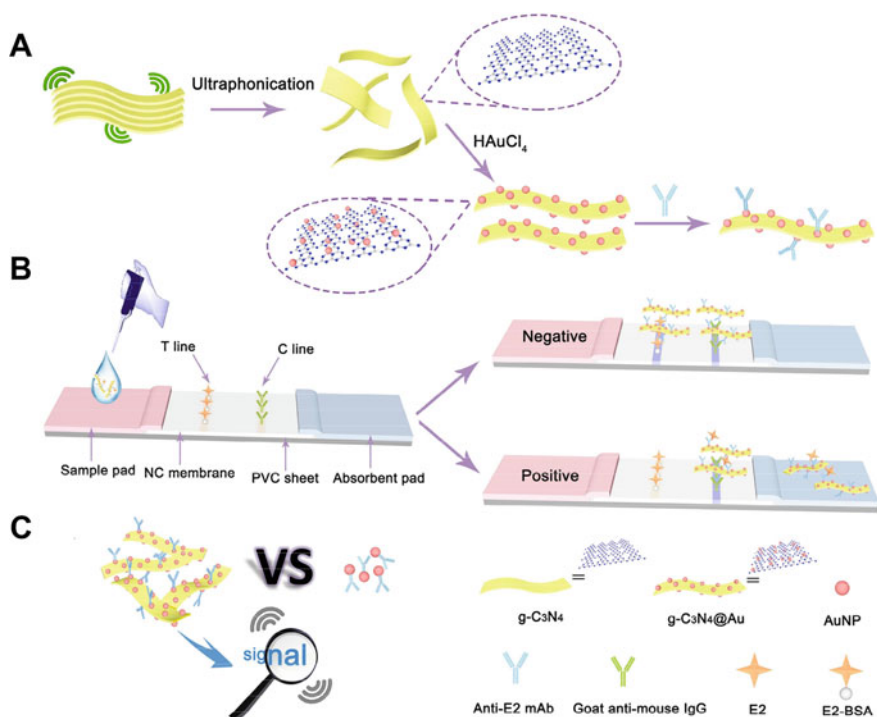 A
Ultraphonication
HAuCl₄
B
T line
C line
Sample pad
NC membrane
PVC sheet
Absorbent pad
Negative
Positive
C
VS
signal
g-C₃N₄
g-C₃N₄@Au
AuNP
Anti-E2 mAb
Goat anti-mouse IgG
E2
E2-BSA